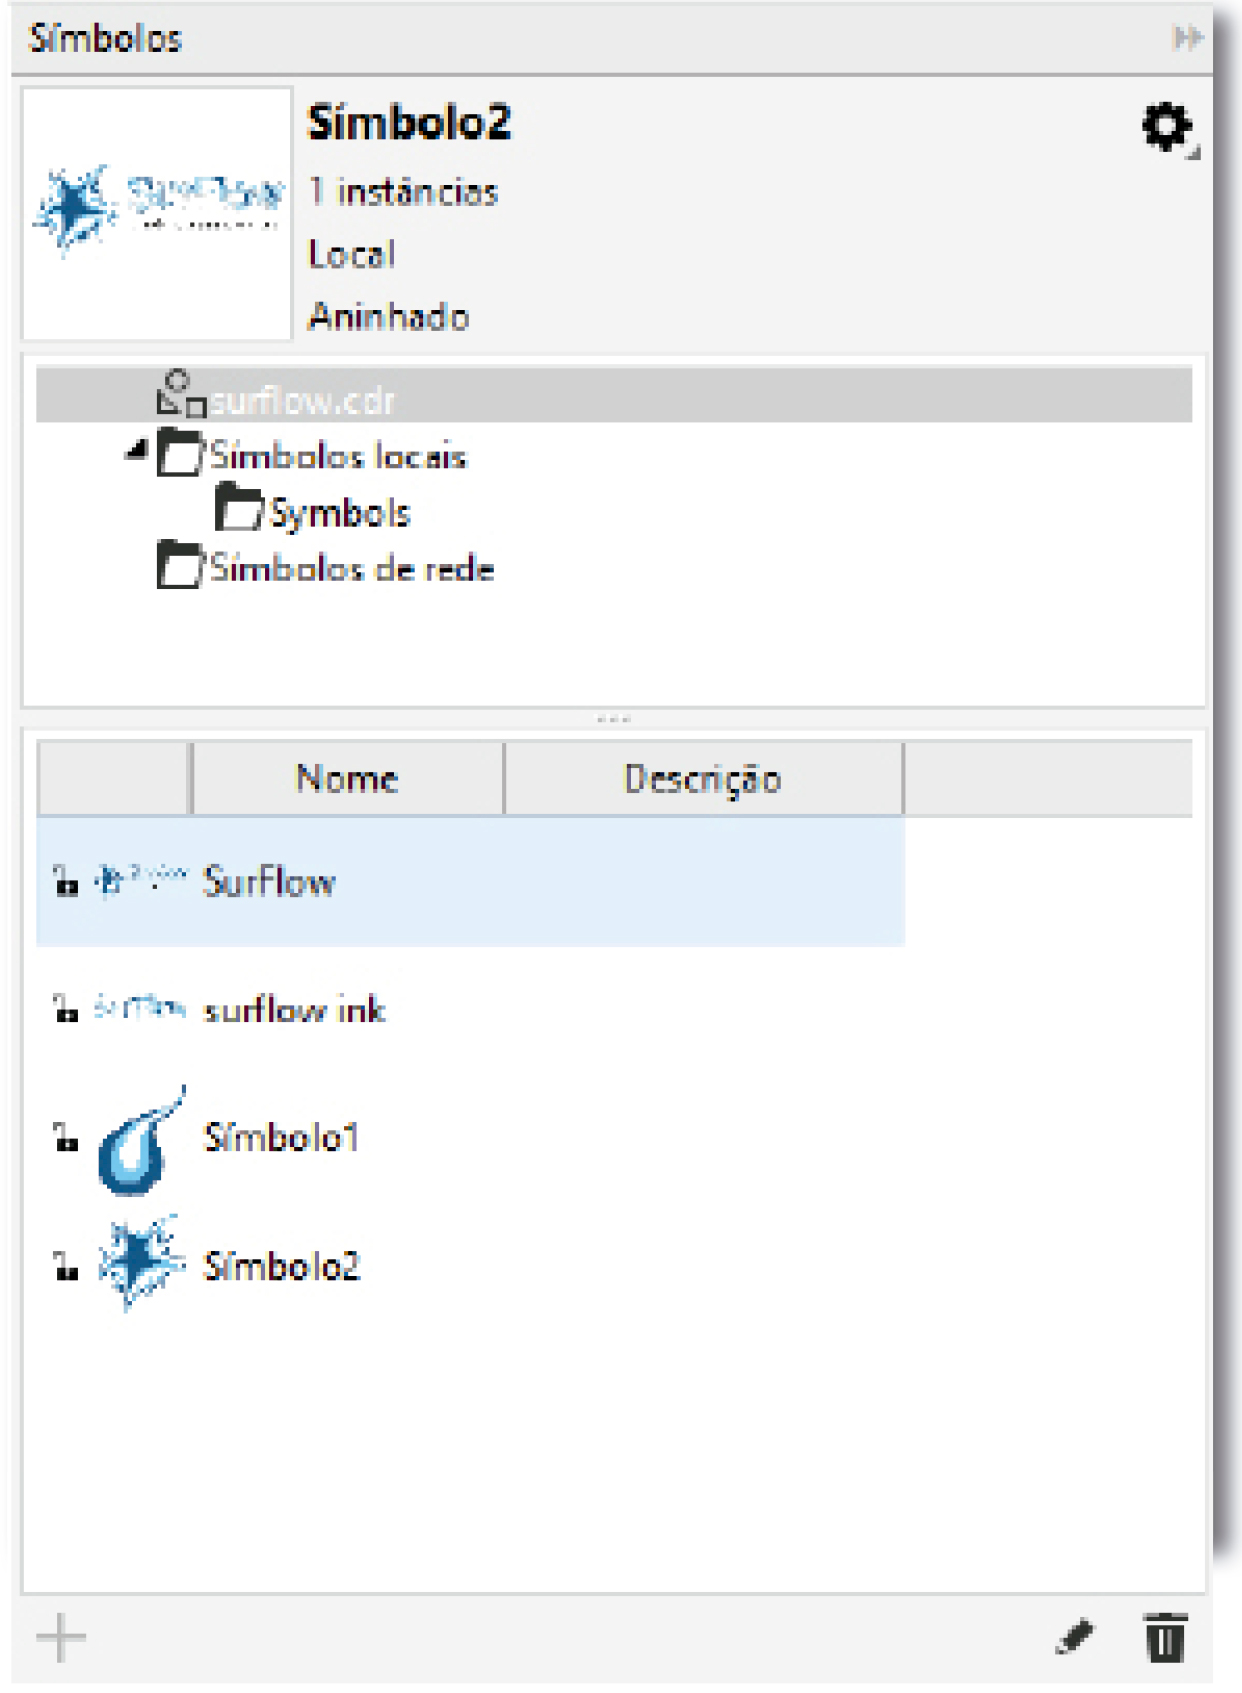 Símbolos
Símbolo2
1 instâncias
Local
Aninhado
surflow.cdr
Símbolos locais
Symbols
Símbolos de rede
Nome Descrição
SurFlow
surflow ink
Símbolo1
Símbolo2